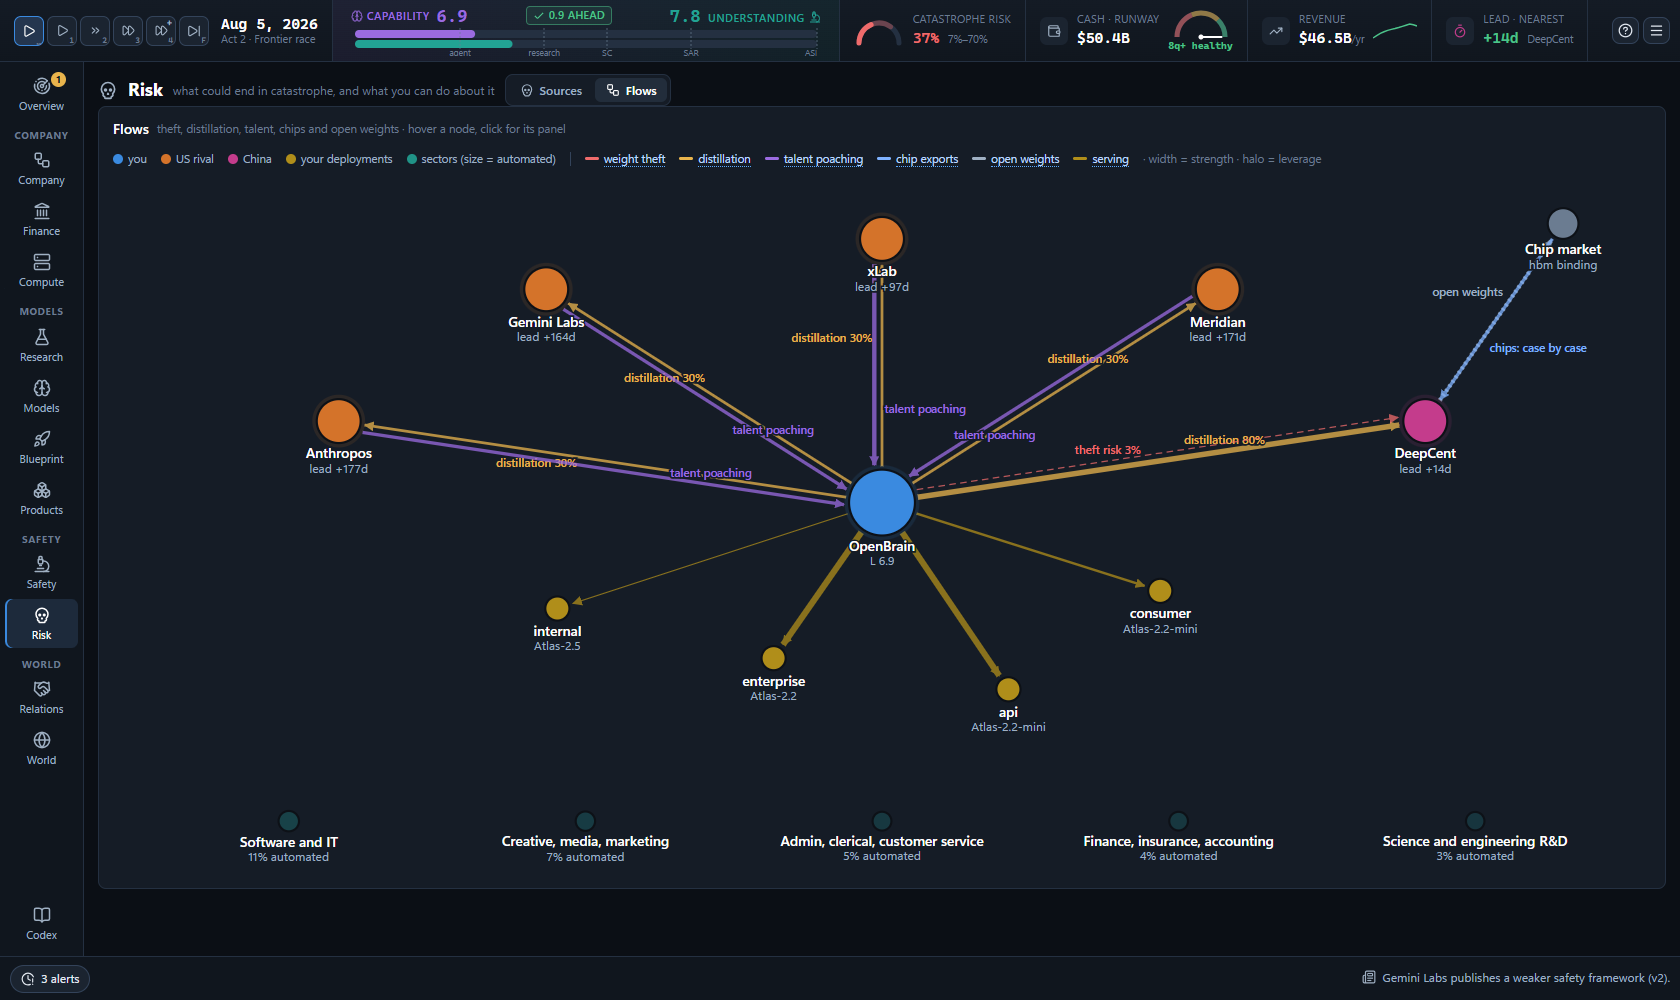 Aug 5, 2026
Act 2 · Frontier race
1
2
3
4
F
CAPABILITY 6.9
0.9 AHEAD
7.8 UNDERSTANDING
agent
research
SC
SAR
ASI
CATASTROPHE RISK
37% 7%–70%
CASH · RUNWAY
$50.4B
8q+ healthy
REVENUE
$46.5B/yr
LEAD · NEAREST
+14d DeepCent
1
Overview
COMPANY
Company
Finance
Compute
MODELS
Research
Models
Blueprint
Products
SAFETY
Safety
Risk
WORLD
Relations
World
Codex
Risk what could end in catastrophe, and what you can do about it
Sources
Flows
Flows theft, distillation, talent, chips and open weights · hover a node, click for its panel
you
US rival
China
your deployments
sectors (size = automated)
weight theft
distillation
talent poaching
chip exports
open weights
serving
· width = strength · halo = leverage
xLab
lead +97d
Gemini Labs
lead +164d
Meridian
lead +171d
Chip market
hbm binding
open weights
chips: case by case
distillation 30%
distillation 30%
distillation 30%
talent poaching
talent poaching
talent poaching
Anthropos
lead +177d
distillation 30%
talent poaching
theft risk 3%
distillation 80%
DeepCent
lead +14d
OpenBrain
L 6.9
internal
Atlas-2.5
enterprise
Atlas-2.2
api
Atlas-2.2-mini
consumer
Atlas-2.2-mini
Software and IT
11% automated
Creative, media, marketing
7% automated
Admin, clerical, customer service
5% automated
Finance, insurance, accounting
4% automated
Science and engineering R&D
3% automated
3 alerts
Gemini Labs publishes a weaker safety framework (v2).